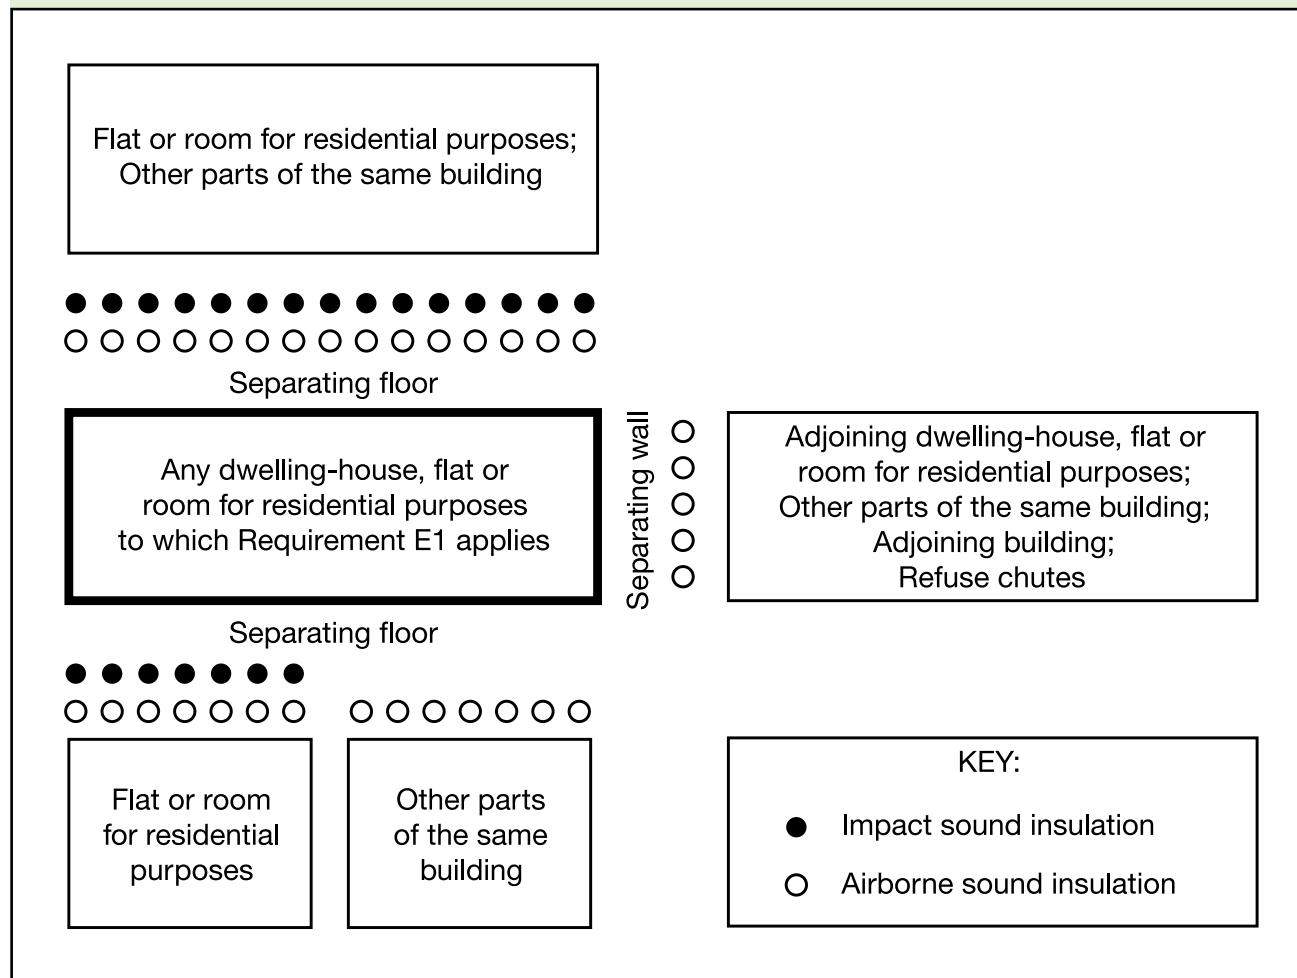 Flat or room for residential purposes;
Other parts of the same building
Separating floor
Any dwelling-house, flat or
room for residential purposes
to which Requirement E1 applies
Separating wall
Adjoining dwelling-house, flat or
room for residential purposes;
Other parts of the same building;
Adjoining building;
Refuse chutes
Separating floor
Flat or room
for residential
purposes
Other parts
of the same
building
KEY:
Impact sound insulation
Airborne sound insulation